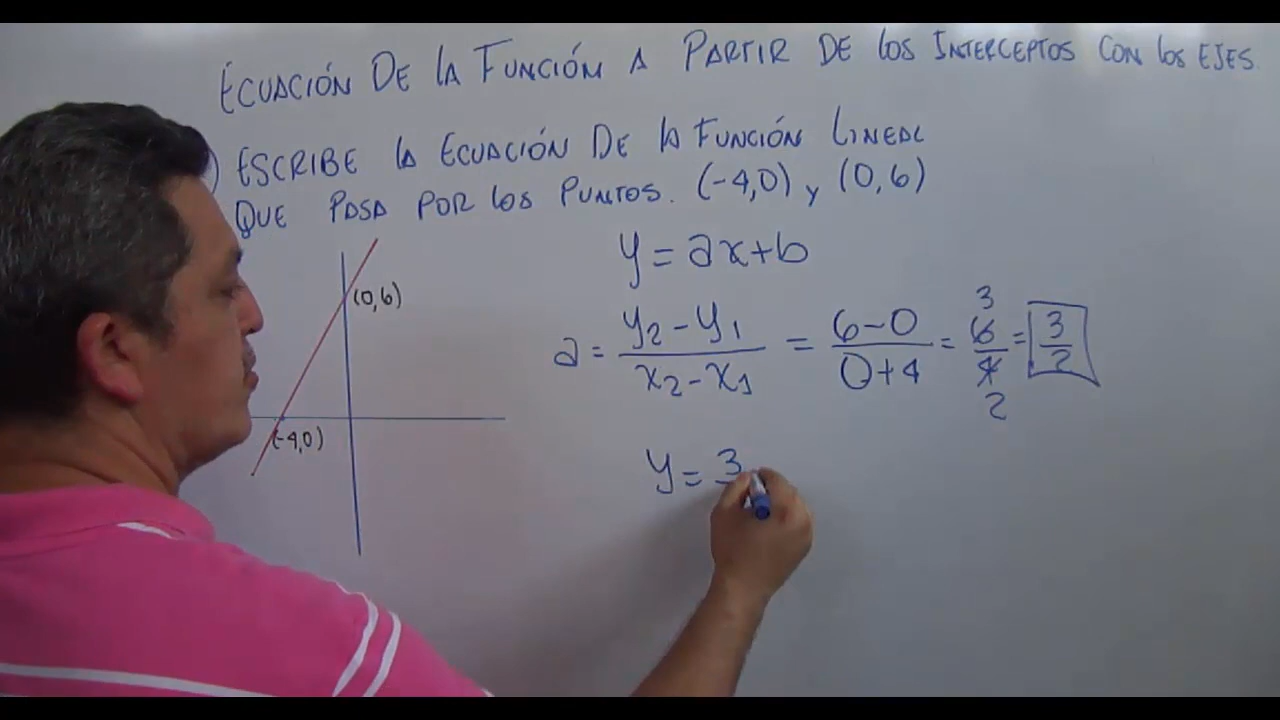 ECUACIÓN DE LA FUNCIÓN A PARTIR DE LOS INTERCEPTOS CON LOS EJES.
) ESCRIBE LA ECUACIÓN DE LA FUNCIÓN LINEAL
QUE PASA POR LOS PUNTOS. (-4,0) y (0,6)
y = ax+b
(0,6)
a = y2 - y1 / x2 - x1 = 6-0 / 0+4 = 6/4 = 3/2
3
2
(-4,0)
y = 3